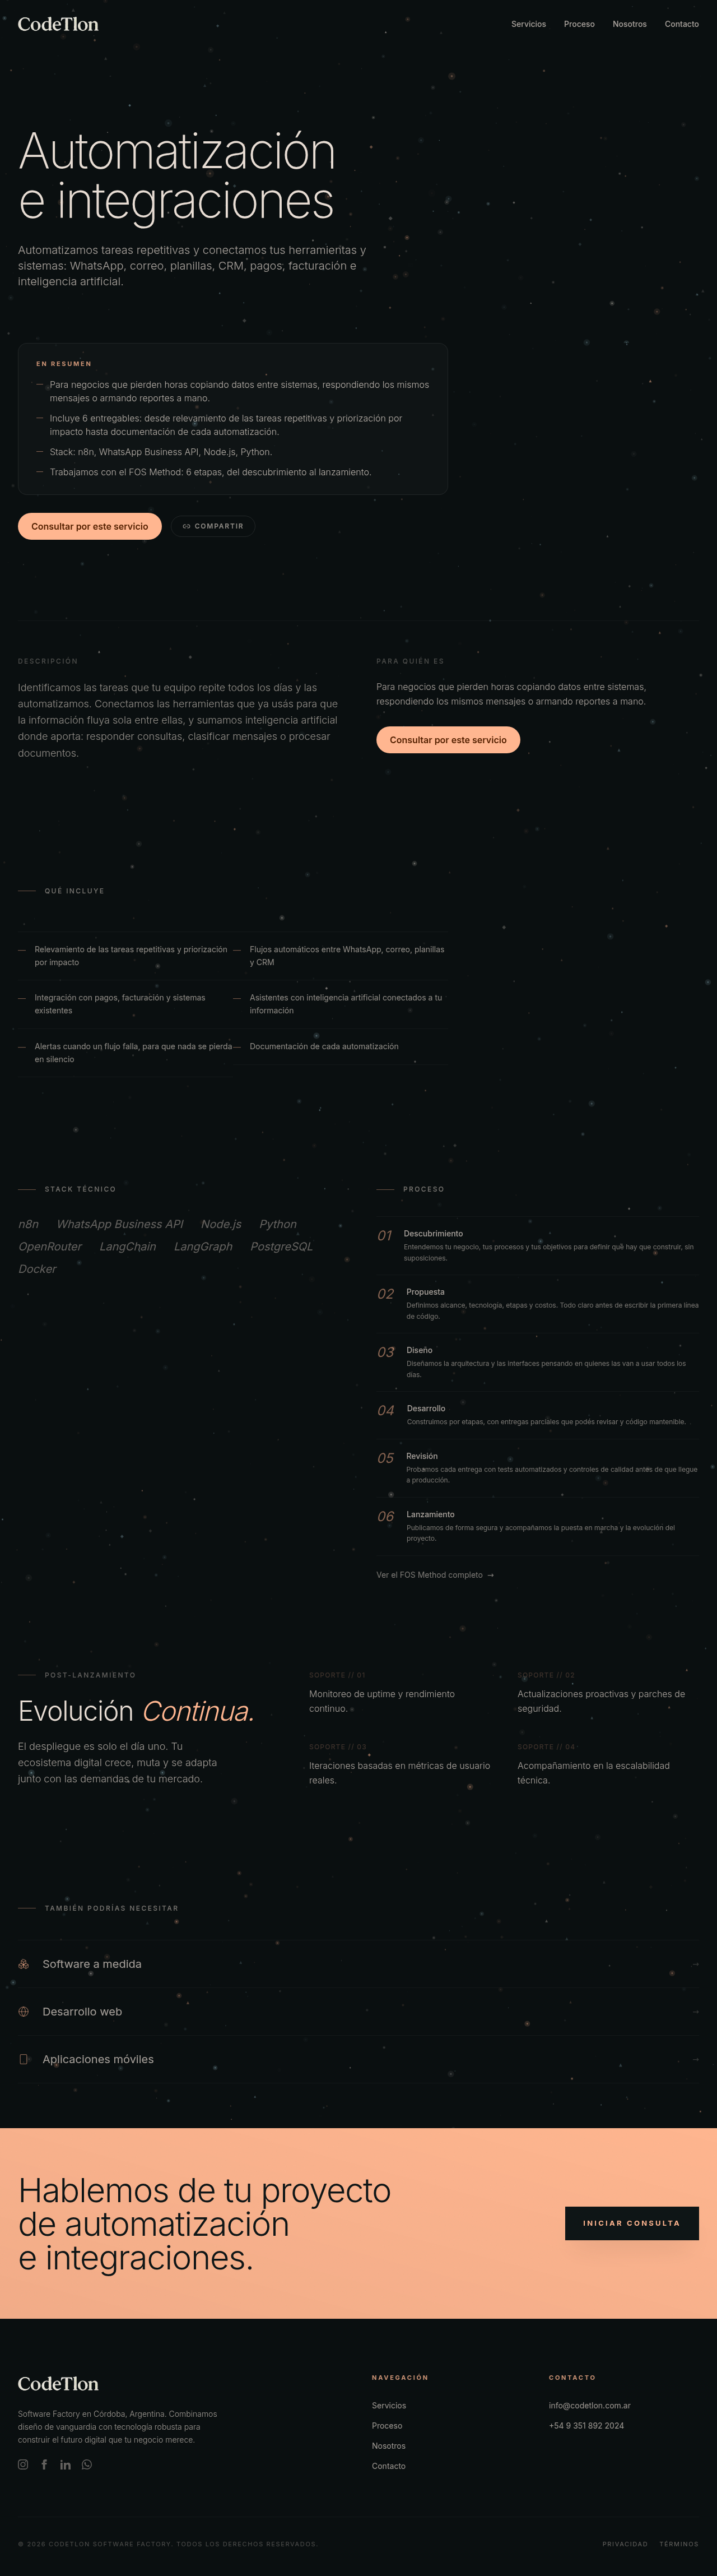 CodeTlon
Servicios Proceso Nosotros Contacto
Automatización
e integraciones
Automatizamos tareas repetitivas y conectamos tus herramientas y
sistemas: WhatsApp, correo, planillas, CRM, pagos, facturación e
inteligencia artificial.
EN RESUMEN
— Para negocios que pierden horas copiando datos entre sistemas, respondiendo los mismos
mensajes o armando reportes a mano.
— Incluye 6 entregables: desde relevamiento de las tareas repetitivas y priorización por
impacto hasta documentación de cada automatización.
— Stack: n8n, WhatsApp Business API, Node.js, Python.
— Trabajamos con el FOS Method: 6 etapas, del descubrimiento al lanzamiento.
Consultar por este servicio
COMPARTIR
DESCRIPCIÓN
Identificamos las tareas que tu equipo repite todos los días y las
automatizamos. Conectamos las herramientas que ya usás para que
la información fluya sola entre ellas, y sumamos inteligencia artificial
donde aporta: responder consultas, clasificar mensajes o procesar
documentos.
PARA QUIÉN ES
Para negocios que pierden horas copiando datos entre sistemas,
respondiendo los mismos mensajes o armando reportes a mano.
Consultar por este servicio
QUÉ INCLUYE
— Relevamiento de las tareas repetitivas y priorización
por impacto
— Flujos automáticos entre WhatsApp, correo, planillas
y CRM
— Integración con pagos, facturación y sistemas
existentes
— Asistentes con inteligencia artificial conectados a tu
información
— Alertas cuando un flujo falla, para que nada se pierda
en silencio
— Documentación de cada automatización
STACK TÉCNICO
n8n WhatsApp Business API Node.js Python
OpenRouter LangChain LangGraph PostgreSQL
Docker
PROCESO
01 Descubrimiento
Entendemos tu negocio, tus procesos y tus objetivos para definir qué hay que construir, sin
suposiciones.
02 Propuesta
Definimos alcance, tecnología, etapas y costos. Todo claro antes de escribir la primera línea
de código.
03 Diseño
Diseñamos la arquitectura y las interfaces pensando en quienes las van a usar todos los
días.
04 Desarrollo
Construimos por etapas, con entregas parciales que podés revisar y código mantenible.
05 Revisión
Probamos cada entrega con tests automatizados y controles de calidad antes de que llegue
a producción.
06 Lanzamiento
Publicamos de forma segura y acompañamos la puesta en marcha y la evolución del
proyecto.
Ver el FOS Method completo →
POST-LANZAMIENTO
Evolución Continua.
El despliegue es solo el día uno. Tu
ecosistema digital crece, muta y se adapta
junto con las demandas de tu mercado.
SOPORTE // 01
Monitoreo de uptime y rendimiento
continuo.
SOPORTE // 02
Actualizaciones proactivas y parches de
seguridad.
SOPORTE // 03
Iteraciones basadas en métricas de usuario
reales.
SOPORTE // 04
Acompañamiento en la escalabilidad
técnica.
TAMBIÉN PODRÍAS NECESITAR
Software a medida →
Desarrollo web →
Aplicaciones móviles →
Hablemos de tu proyecto
de automatización
e integraciones.
INICIAR CONSULTA
CodeTlon
Software Factory en Córdoba, Argentina. Combinamos
diseño de vanguardia con tecnología robusta para
construir el futuro digital que tu negocio merece.
NAVEGACIÓN
Servicios
Proceso
Nosotros
Contacto
CONTACTO
info@codetlon.com.ar
+54 9 351 892 2024
© 2026 CODETLON SOFTWARE FACTORY. TODOS LOS DERECHOS RESERVADOS.
PRIVACIDAD TÉRMINOS